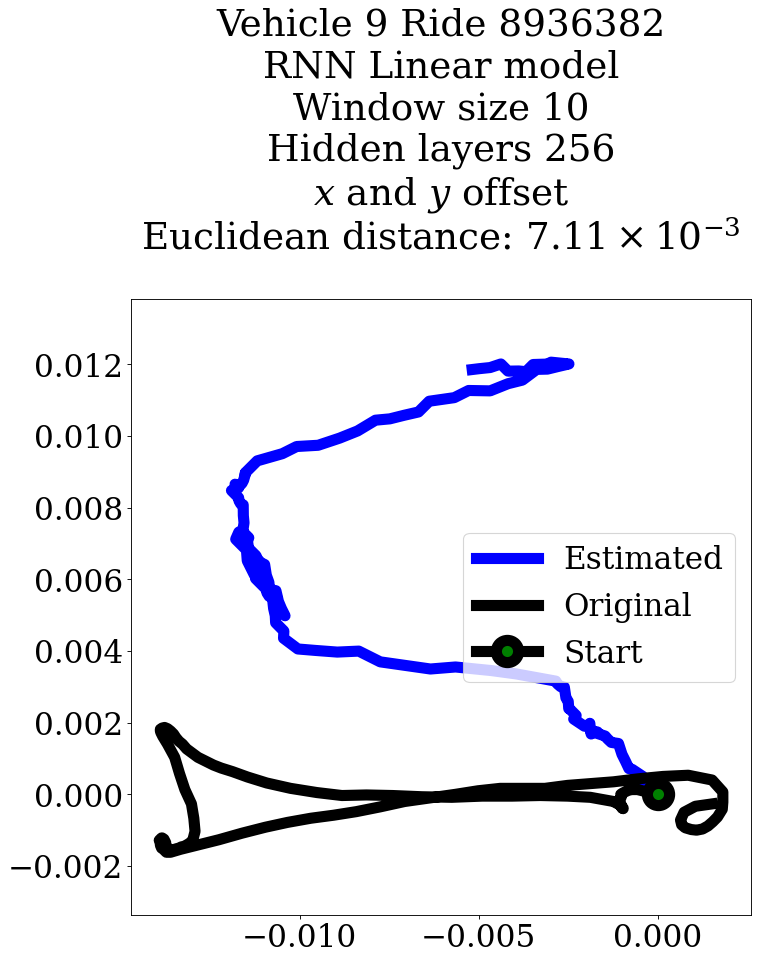 Vehicle 9 Ride 8936382
RNN Linear model
Window size 10
Hidden layers 256
x and y offset
Euclidean distance: 7.11 × 10⁻³
0.012
0.010
0.008
0.006
0.004
0.002
0.000
−0.002
Estimated
Original
Start
−0.010 −0.005 0.000